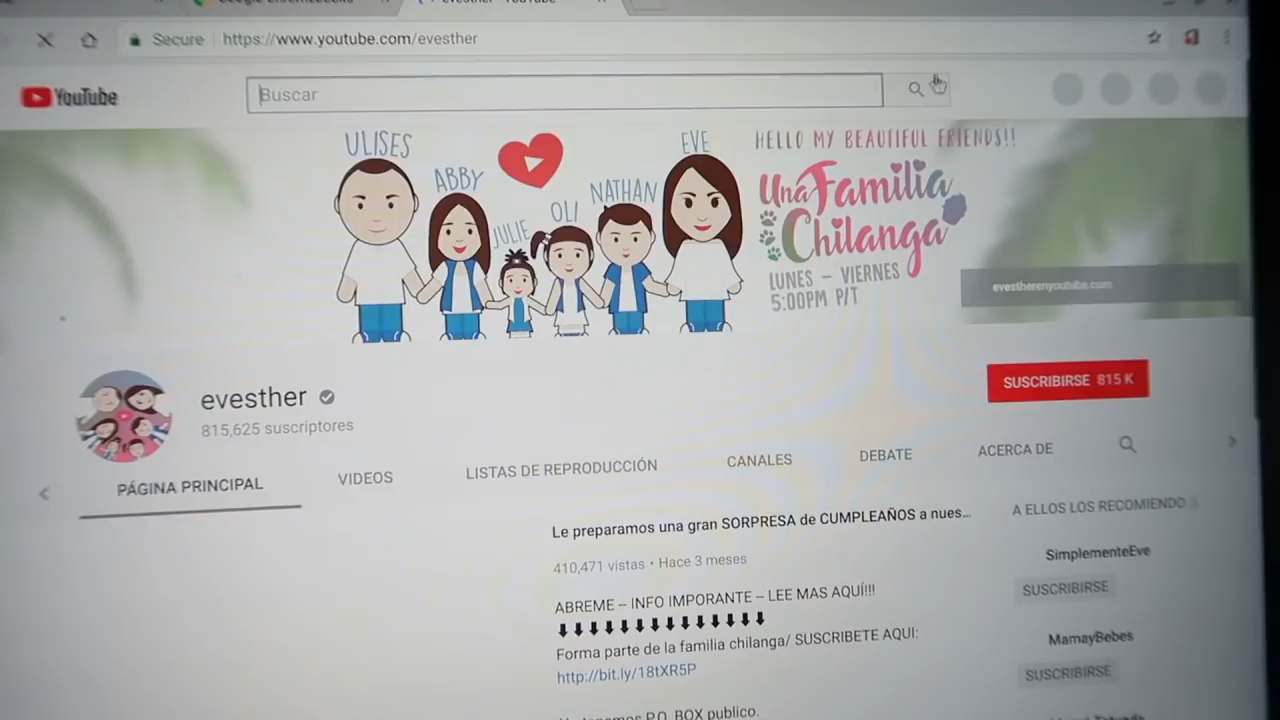 Secure https://www.youtube.com/evesther
YouTube
Buscar
ULISES
ABBY
JULIE
OLI
NATHAN
EVE
HELLO MY BEAUTIFUL FRIENDS!!
Una Familia
Chilanga
LUNES – VIERNES
5:00PM P/T
evestherenyoutube.com
evesther
815,625 suscriptores
SUSCRIBIRSE 815 K
PÁGINA PRINCIPAL
VIDEOS
LISTAS DE REPRODUCCIÓN
CANALES
DEBATE
ACERCA DE
Le preparamos una gran SORPRESA de CUMPLEAÑOS a nues...
410,471 vistas • Hace 3 meses
ABREME – INFO IMPORANTE – LEE MAS AQUÍ!!!
⬇⬇⬇⬇⬇⬇⬇⬇⬇⬇⬇⬇⬇⬇
Forma parte de la familia chilanga/ SUSCRIBETE AQUI:
http://bit.ly/18tXR5P
P.O. BOX publico.
A ELLOS LOS RECOMIENDO :)
SimplementeEve
SUSCRIBIRSE
MamayBebes
SUSCRIBIRSE